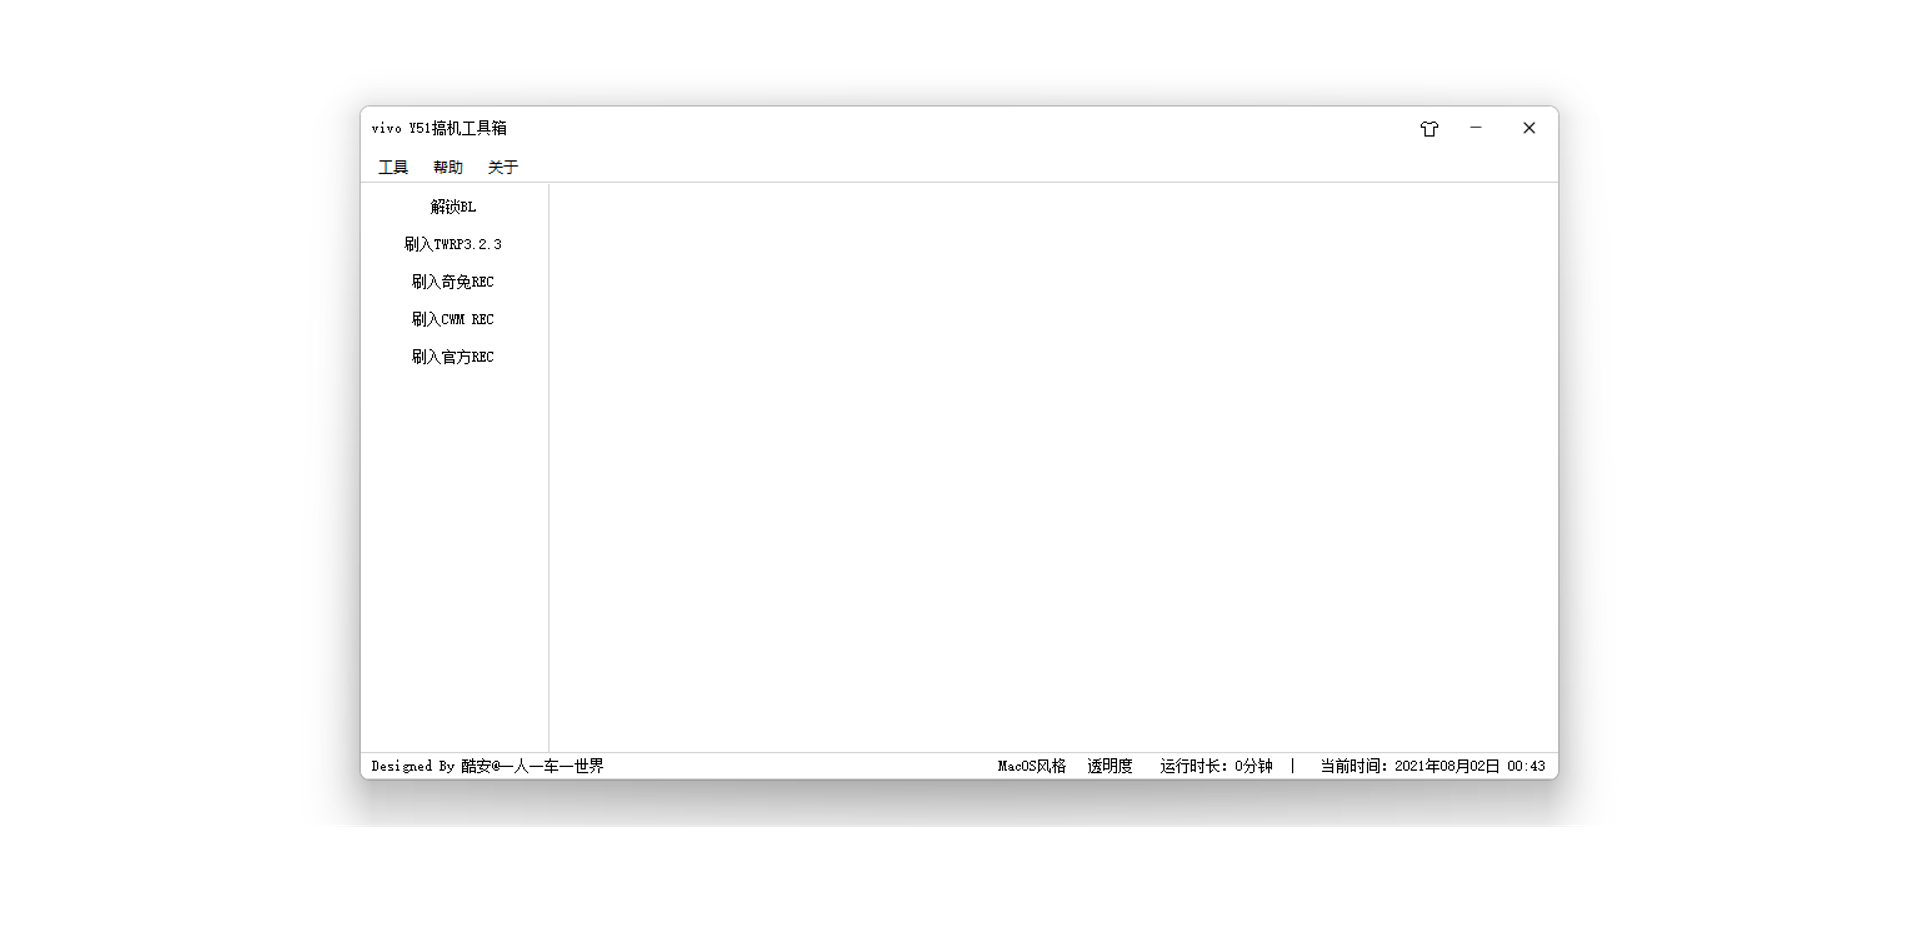 vivo Y51搞机工具箱
工具 帮助 关于
解锁BL
刷入TWRP3.2.3
刷入奇兔REC
刷入CWM REC
刷入官方REC
Designed By 酷安@一人一车一世界 MacOS风格 透明度 运行时长：0分钟 | 当前时间：2021年08月02日 00:43